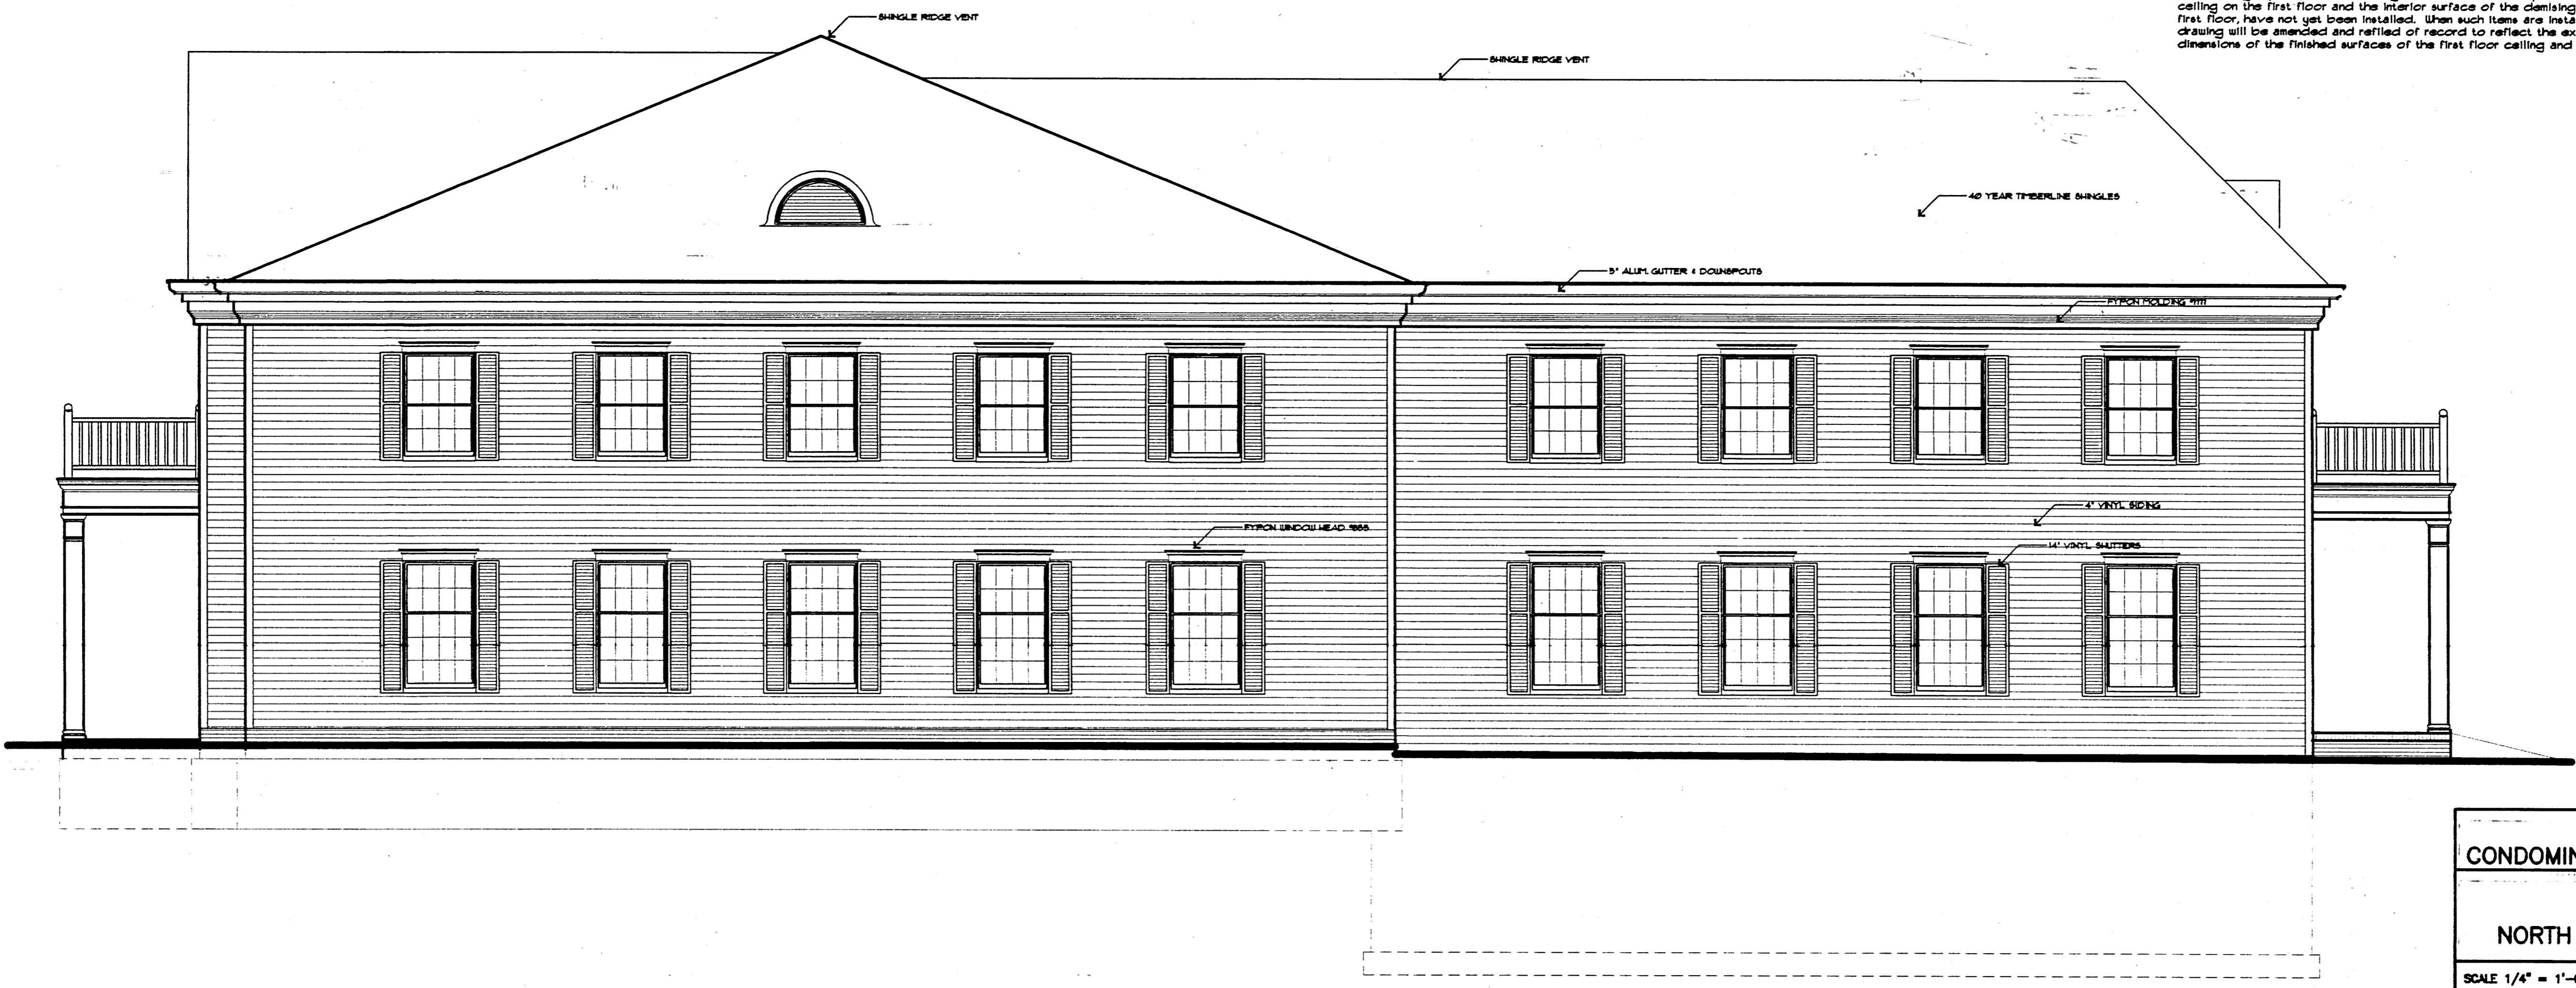 SHINGLE RIDGE VENT
ceiling on the first floor and the interior surface of the demising
first floor, have not yet been installed. When such items are insta
drawing will be amended and refiled of record to reflect the ex
dimensions of the finished surfaces of the first floor ceiling and
SHINGLE RIDGE VENT
40 YEAR TIMBERLINE SHINGLES
5" ALUM. GUTTER & DOWNSPOUTS
FYPON MOLDING
4" VINYL SIDING
FYPON WINDOW HEAD
14" VINYL SHUTTERS
CONDOMIN
NORTH
SCALE 1/4" = 1'-